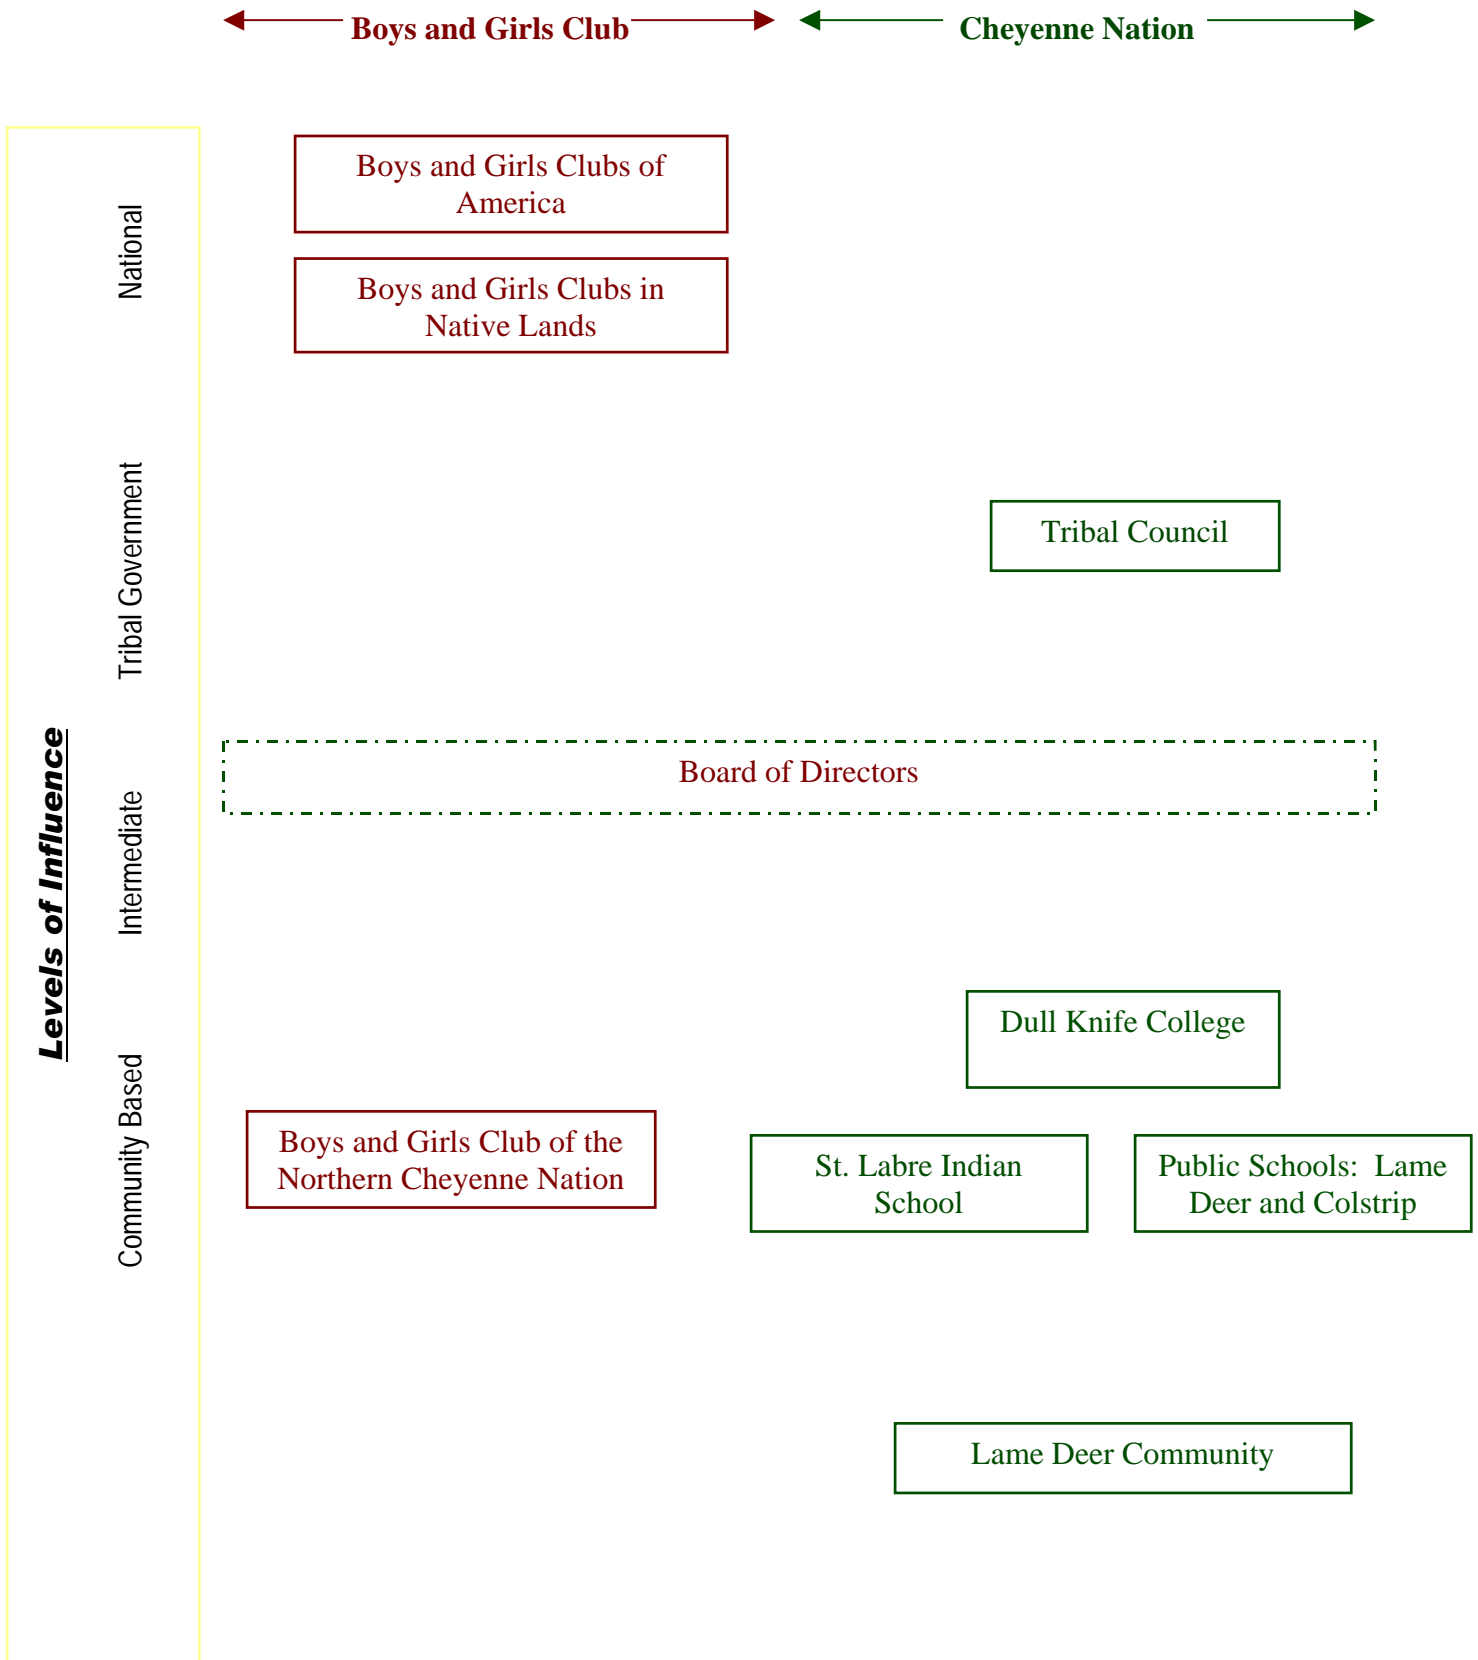 Boys and Girls Club
Cheyenne Nation
Levels of Influence
National
Boys and Girls Clubs of
America
Boys and Girls Clubs in
Native Lands
Tribal Government
Tribal Council
Intermediate
Board of Directors
Community Based
Dull Knife College
Boys and Girls Club of the
Northern Cheyenne Nation
St. Labre Indian
School
Public Schools:  Lame
Deer and Colstrip
Lame Deer Community